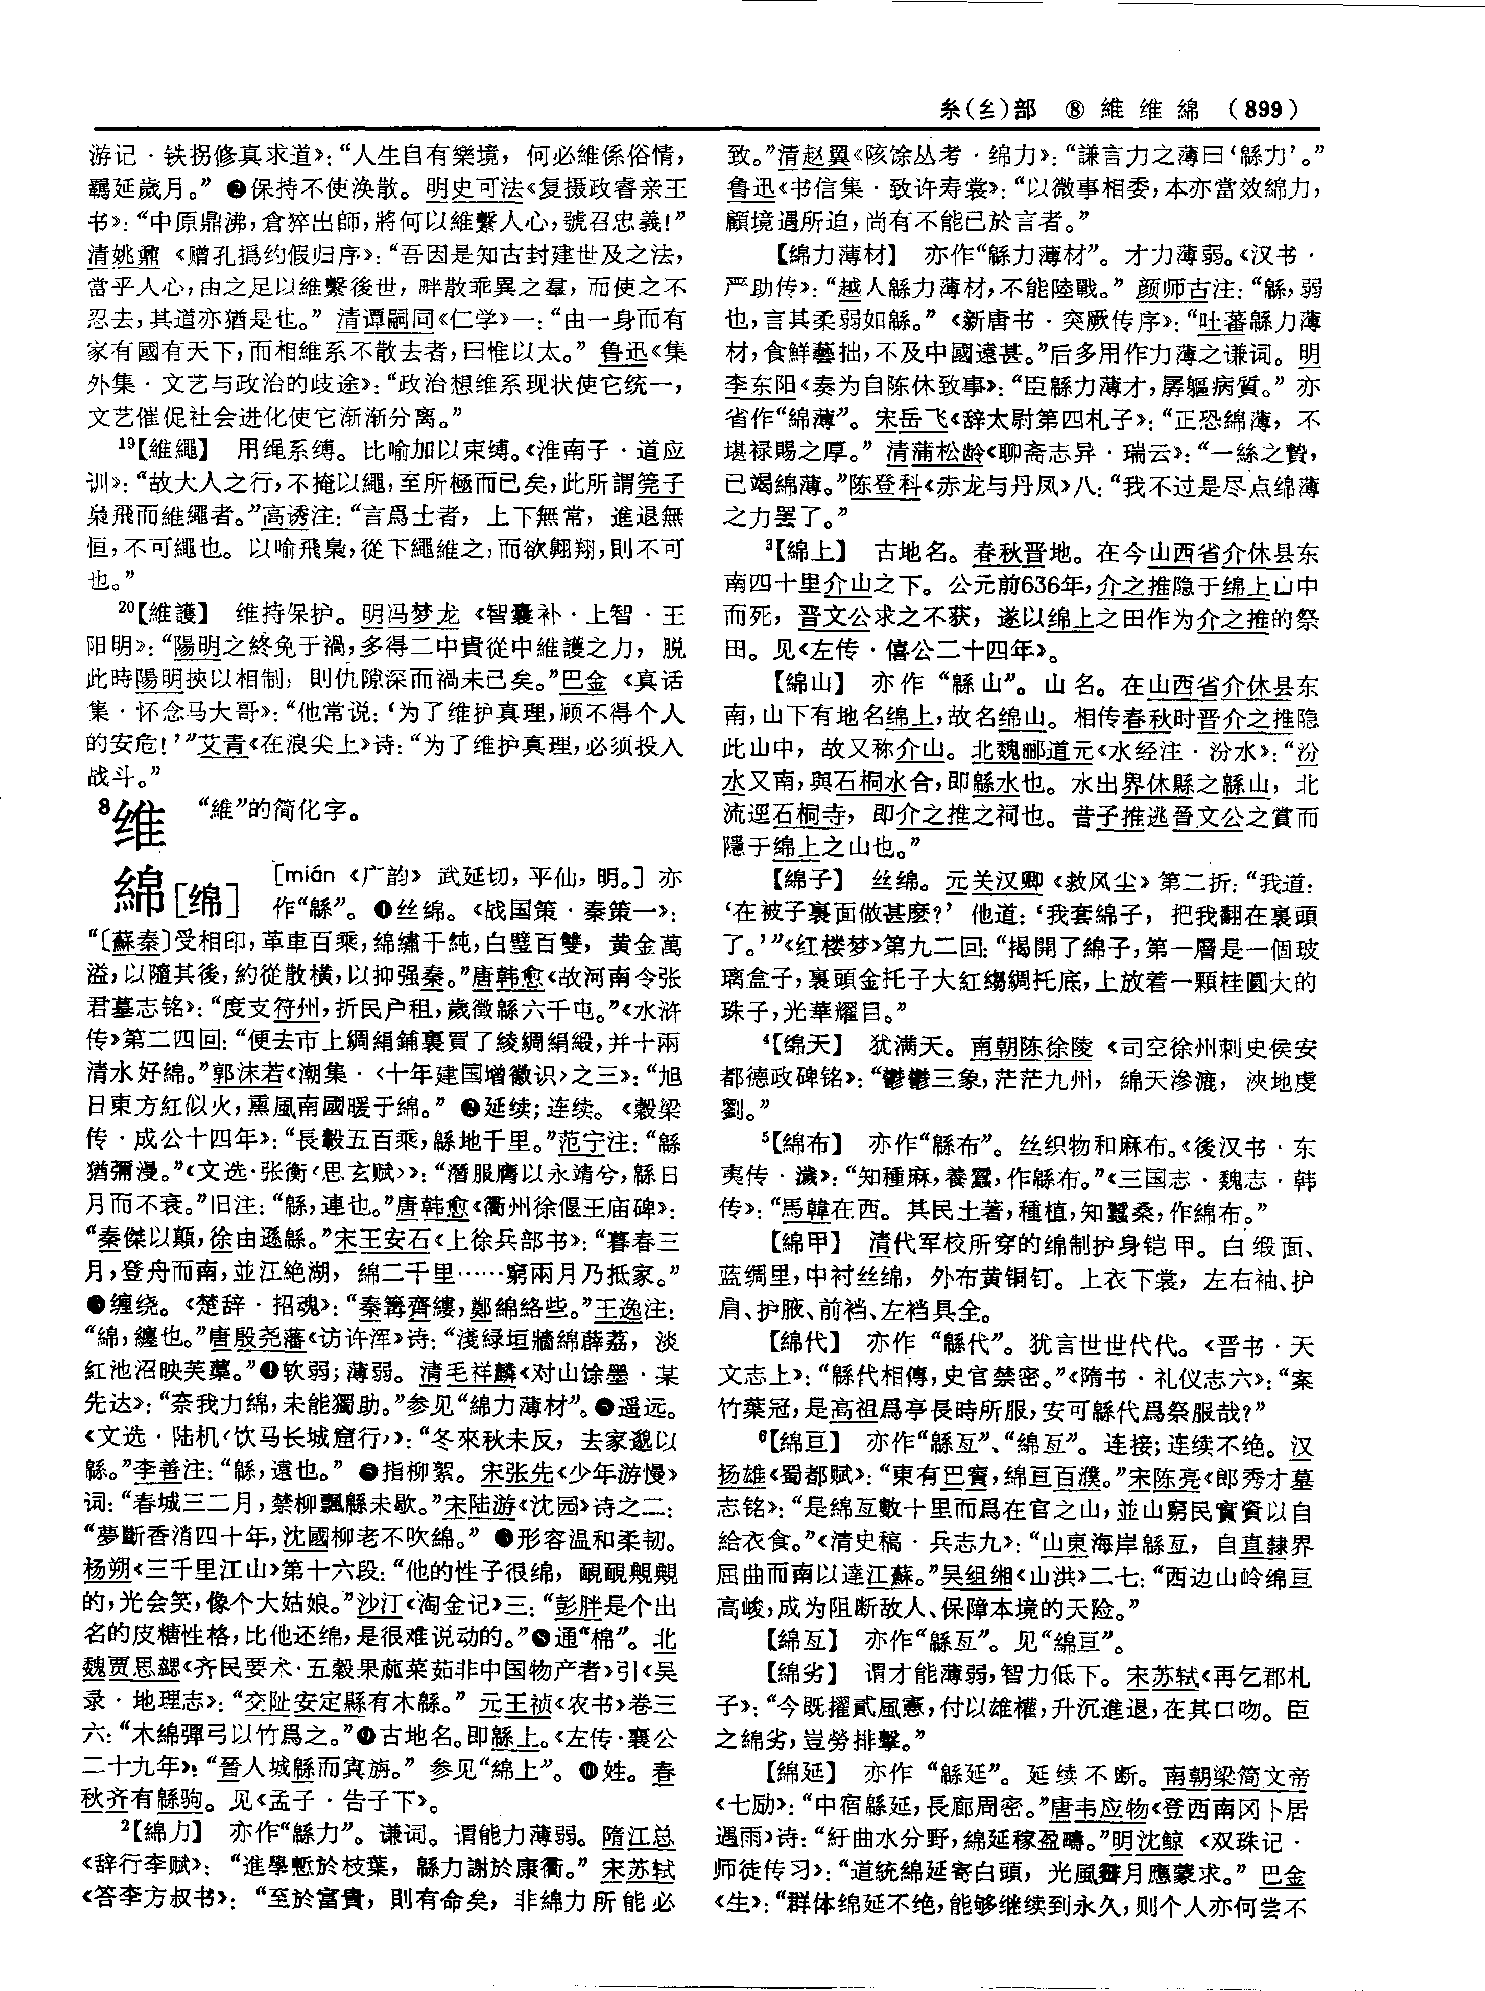 糸(纟)部　⑧ 維 维 綿 (899)
游记·铁拐修真求道》：“人生自有樂境，何必維係俗情，
羈延歲月。”❷保持不使涣散。明史可法《复摄政睿亲王
书》：“中原鼎沸，倉猝出師，將何以維繫人心，號召忠義！”
清姚鼐《赠孔撝约假归序》：“吾因是知古封建世及之法，
當乎人心，由之足以維繫後世，畔散乖異之羣，而使之不
忍去，其道亦猶是也。”清谭嗣同《仁学》一：“由一身而有
家有國有天下，而相維系不散去者，曰惟以太。”鲁迅《集
外集·文艺与政治的歧途》：“政治想维系现状使它统一，
文艺催促社会进化使它渐渐分离。”
19【維繩】　用绳系缚。比喻加以束缚。《淮南子·道应
训》：“故大人之行，不掩以繩，至所極而已矣，此所謂筦子
梟飛而維繩者。”高诱注：“言爲士者，上下無常，進退無
恒，不可繩也。以喻飛梟，從下繩維之，而欲翺翔，則不可
也。”
20【維護】　维持保护。明冯梦龙《智囊补·上智·王
阳明》：“陽明之終免于禍，多得二中貴從中維護之力，脱
此時陽明挾以相制，則仇隙深而禍未已矣。”巴金《真话
集·怀念马大哥》：“他常说：‘为了维护真理，顾不得个人
的安危！’”艾青《在浪尖上》诗：“为了维护真理，必须投入
战斗。”
8维　“維”的简化字。
綿[绵]　[mián《广韵》武延切，平仙，明。]亦
作“緜”。❶丝绵。《战国策·秦策一》：
“〔蘇秦〕受相印，革車百乘，綿繡千純，白璧百雙，黄金萬
溢，以隨其後，約從散横，以抑强秦。”唐韩愈《故河南令张
君墓志铭》：“度支符州，折民户租，歲徵緜六千屯。”《水浒
传》第二四回：“便去市上綢絹鋪裏買了綾綢絹緞，并十兩
清水好綿。”郭沫若《潮集·〈十年建国增徽识〉之三》：“旭
日東方紅似火，熏風南國暖于綿。”❷延续；连续。《穀梁
传·成公十四年》：“長轂五百乘，緜地千里。”范宁注：“緜
猶彌漫。”《文选·张衡〈思玄赋〉》：“潛服膺以永靖兮，緜日
月而不衰。”旧注：“緜，連也。”唐韩愈《衢州徐偃王庙碑》：
“秦傑以顛，徐由遜緜。”宋王安石《上徐兵部书》：“暮春三
月，登舟而南，並江絶湖，綿二千里……窮兩月乃抵家。”
❸缠绕。《楚辞·招魂》：“秦篝齊縷，鄭綿絡些。”王逸注：
“綿，纏也。”唐殷尧藩《访许浑》诗：“淺緑垣牆綿薜荔，淡
紅池沼映芙蕖。”❹软弱；薄弱。清毛祥麟《对山馀墨·某
先达》：“奈我力綿，未能獨助。”参见“綿力薄材”。❺遥远。
《文选·陆机〈饮马长城窟行〉》：“冬來秋未反，去家邈以
緜。”李善注：“緜，遠也。”❻指柳絮。宋张先《少年游慢》
词：“春城三二月，禁柳飄緜未歇。”宋陆游《沈园》诗之二：
“夢斷香消四十年，沈國柳老不吹綿。”❼形容温和柔韧。
杨朔《三千里江山》第十六段：“他的性子很绵，靦靦覥覥
的，光会笑，像个大姑娘。”沙汀《淘金记》三：“彭胖是个出
名的皮糖性格，比他还绵，是很难说动的。”❽通“棉”。北
魏贾思勰《齐民要术·五穀果蓏菜茹非中国物产者》引《吴
录·地理志》：“交趾安定縣有木緜。”元王祯《农书》卷三
六：“木綿彈弓以竹爲之。”❾古地名。即緜上。《左传·襄公
二十九年》：“晉人城緜而寘旃。”参见“綿上”。❿姓。春
秋齐有緜驹。见《孟子·告子下》。
2【綿力】　亦作“緜力”。谦词。谓能力薄弱。隋江总
《辞行李赋》：“進學慙於枝葉，緜力謝於康衢。”宋苏轼
《答李方叔书》：“至於富貴，則有命矣，非綿力所能必
致。”清赵翼《陔馀丛考·绵力》：“謙言力之薄曰‘緜力’。”
鲁迅《书信集·致许寿裳》：“以微事相委，本亦當效綿力，
顧境遇所迫，尚有不能已於言者。”
【綿力薄材】　亦作“緜力薄材”。才力薄弱。《汉书·
严助传》：“越人緜力薄材，不能陸戰。”颜师古注：“緜，弱
也，言其柔弱如緜。”《新唐书·突厥传序》：“吐蕃緜力薄
材，食鮮藝拙，不及中國遠甚。”后多用作力薄之谦词。明
李东阳《奏为自陈休致事》：“臣緜力薄才，孱軀病質。”亦
省作“綿薄”。宋岳飞《辞太尉第四札子》：“正恐綿薄，不
堪禄賜之厚。”清蒲松龄《聊斋志异·瑞云》：“一絲之贄，
已竭綿薄。”陈登科《赤龙与丹凤》八：“我不过是尽点绵薄
之力罢了。”
3【綿上】　古地名。春秋晋地。在今山西省介休县东
南四十里介山之下。公元前636年，介之推隐于绵上山中
而死，晋文公求之不获，遂以绵上之田作为介之推的祭
田。见《左传·僖公二十四年》。
【綿山】　亦作“緜山”。山名。在山西省介休县东
南，山下有地名绵上，故名绵山。相传春秋时晋介之推隐
此山中，故又称介山。北魏郦道元《水经注·汾水》：“汾
水又南，與石桐水合，即緜水也。水出界休縣之緜山，北
流逕石桐寺，即介之推之祠也。昔子推逃晉文公之賞而
隱于绵上之山也。”
【綿子】　丝绵。元关汉卿《救风尘》第二折：“我道：
‘在被子裏面做甚麽？’他道：‘我套綿子，把我翻在裏頭
了。’”《红楼梦》第九二回：“揭開了綿子，第一層是一個玻
璃盒子，裏頭金托子大紅縐綢托底，上放着一顆桂圓大的
珠子，光華耀目。”
4【绵天】　犹满天。南朝陈徐陵《司空徐州刺史侯安
都德政碑铭》：“鬱鬱三象，茫茫九州，綿天滲漉，浹地虔
劉。”
5【綿布】　亦作“緜布”。丝织物和麻布。《後汉书·东
夷传·濊》：“知種麻，養蠶，作緜布。”《三国志·魏志·韩
传》：“馬韓在西。其民土著，種植，知蠶桑，作綿布。”
【綿甲】　清代军校所穿的绵制护身铠甲。白缎面、
蓝绸里，中衬丝绵，外布黄铜钉。上衣下裳，左右袖、护
肩、护腋、前裆、左裆具全。
【綿代】　亦作“緜代”。犹言世世代代。《晋书·天
文志上》：“緜代相傳，史官禁密。”《隋书·礼仪志六》：“案
竹葉冠，是高祖爲亭長時所服，安可緜代爲祭服哉？”
6【綿亘】　亦作“緜亙”、“綿亙”。连接；连续不绝。汉
扬雄《蜀都赋》：“東有巴賨，綿亘百濮。”宋陈亮《郎秀才墓
志铭》：“是綿亙數十里而爲在官之山，並山窮民實資以自
給衣食。”《清史稿·兵志九》：“山東海岸緜亙，自直隸界
屈曲而南以達江蘇。”吴组缃《山洪》二七：“西边山岭绵亘
高峻，成为阻断敌人、保障本境的天险。”
【綿亙】　亦作“緜亙”。见“綿亘”。
【綿劣】　谓才能薄弱，智力低下。宋苏轼《再乞郡札
子》：“今既擢貳風憲，付以雄權，升沉進退，在其口吻。臣
之綿劣，豈勞排擊。”
【綿延】　亦作“緜延”。延续不断。南朝梁简文帝
《七励》：“中宿緜延，長廊周密。”唐韦应物《登西南冈卜居
遇雨》诗：“紆曲水分野，綿延稼盈疇。”明沈鲸《双珠记·
师徒传习》：“道統綿延寄白頭，光風霽月應蒙求。”巴金
《生》：“群体绵延不绝，能够继续到永久，则个人亦何尝不